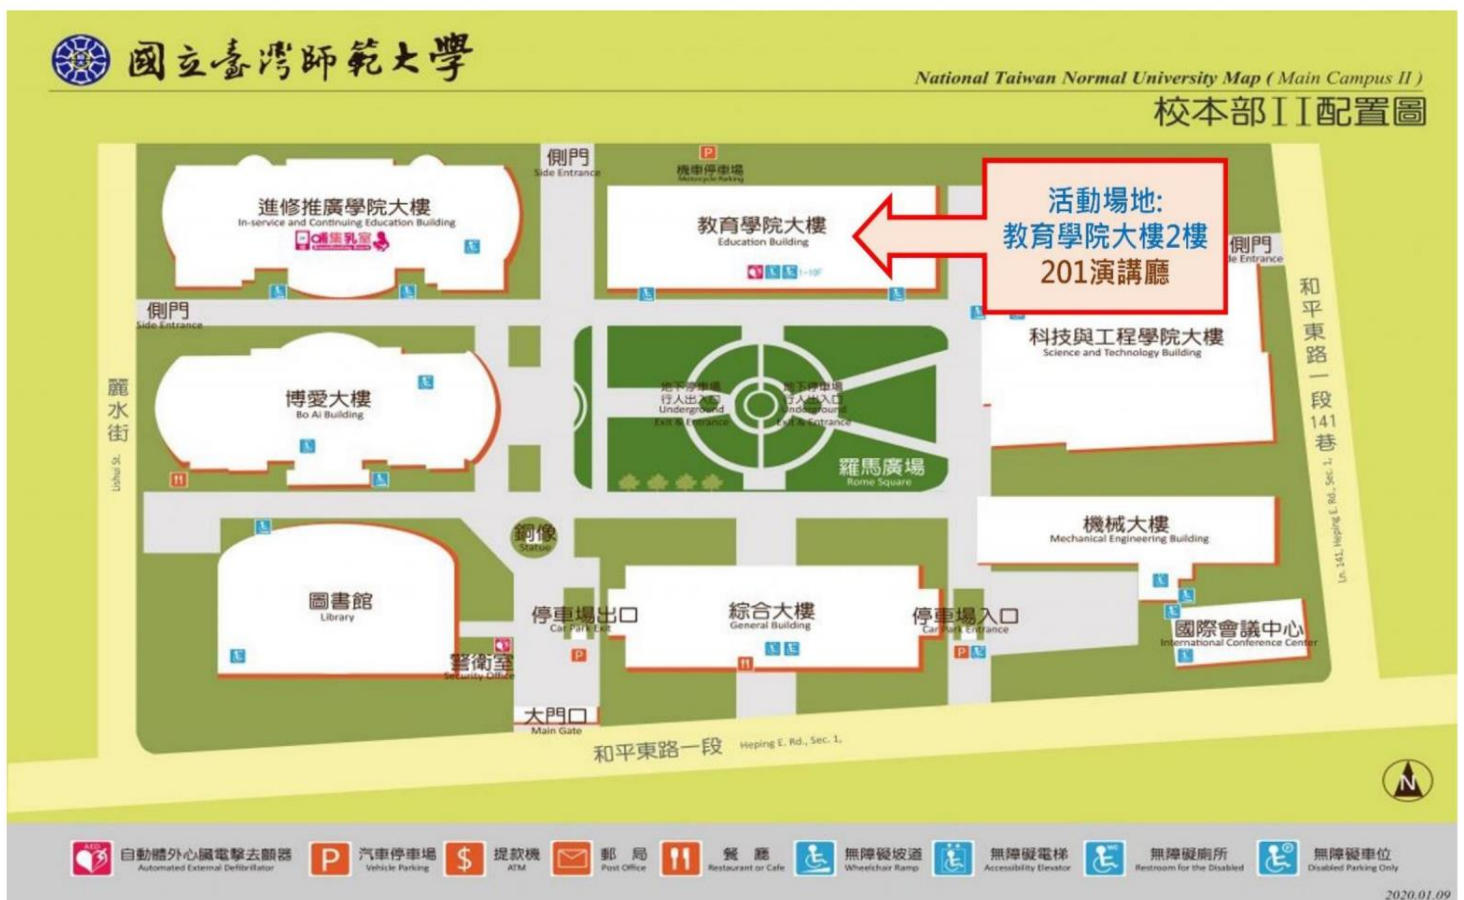 國立臺灣師範大學
National Taiwan Normal University Map ( Main Campus II )
校本部II配置圖
側門
Side Entrance
P
機車停車場
Motorcycle Parking
進修推廣學院大樓
In-service and Continuing Education Building
哺集乳室
教育學院大樓
Education Building
1-10F
活動場地:
教育學院大樓2樓
201演講廳
側門
Side Entrance
側門
de Entrance
和平東路一段141巷
Ln. 141, Heping E. Rd., Sec. 1,
科技與工程學院大樓
Science and Technology Building
麗水街
Lishui St.
博愛大樓
Bo Ai Building
地下停車場
行人出入口
Underground
Exit & Entrance
地下停車場
行人出入口
Underground
Exit & Entrance
羅馬廣場
Rome Square
銅像
Statue
機械大樓
Mechanical Engineering Building
圖書館
Library
停車場出口
Car Park Exit
P
綜合大樓
General Building
停車場入口
Car Park Entrance
P
國際會議中心
International Conference Center
警衛室
Security Office
大門口
Main Gate
和平東路一段 Heping E. Rd., Sec. 1,
N
AED
自動體外心臟電擊去顫器
Automated External Defibrillator
P
汽車停車場
Vehicle Parking
$
提款機
ATM
郵 局
Post Office
餐 廳
Restaurant or Cafe
無障礙坡道
Wheelchair Ramp
無障礙電梯
Accessibility Elevator
WC
無障礙廁所
Restroom for the Disabled
P
無障礙車位
Disabled Parking Only
2020.01.09